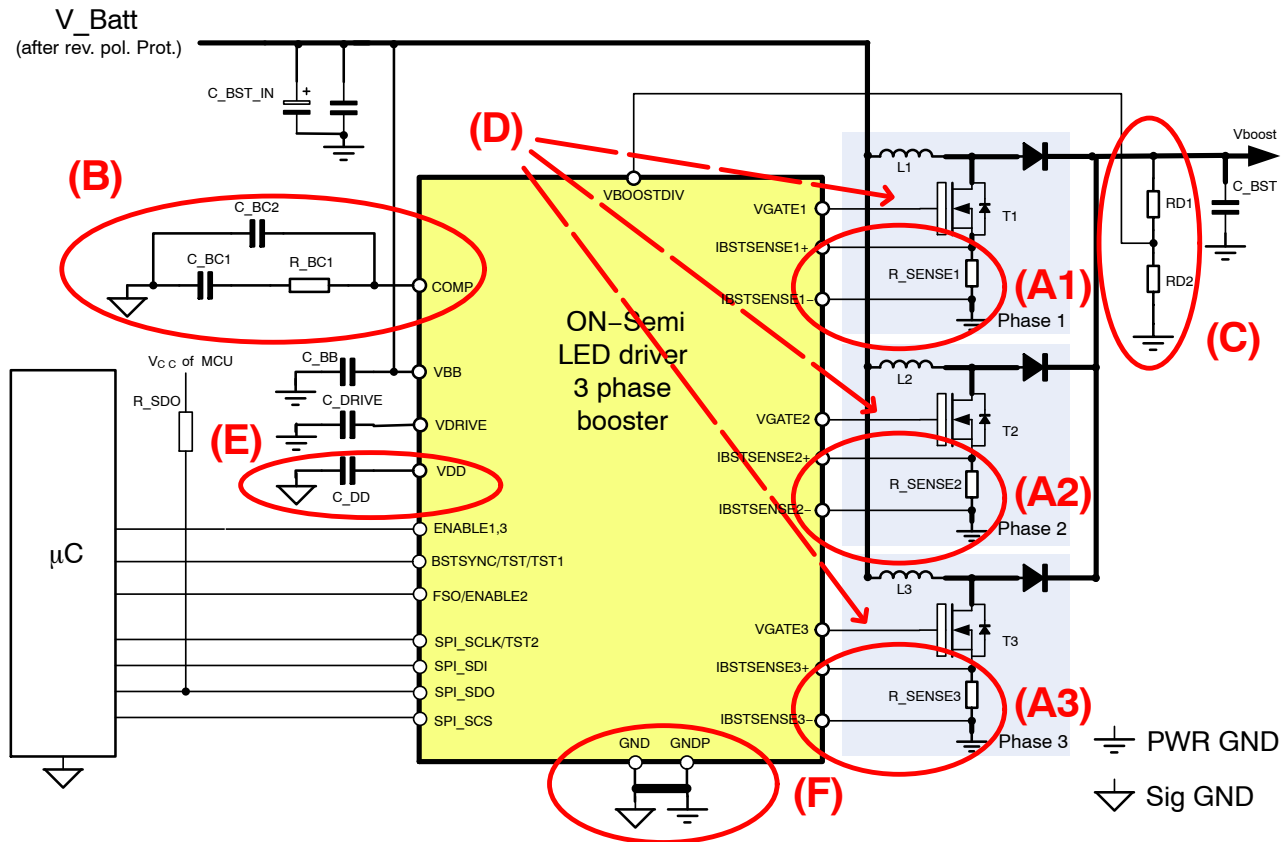 V_Batt
(after rev. pol. Prot.)
C_BST_IN
+
(D)
Vboost
(B)
C_BC2
C_BC1
R_BC1
COMP
VBOOSTDIV
VGATE1
IBSTSENSE1+
IBSTSENSE1−
L1
T1
R_SENSE1
(A1)
Phase 1
RD1
RD2
C_BST
(C)
ON−Semi
LED driver
3 phase
booster
VCC of MCU
R_SDO
C_BB
VBB
C_DRIVE
VDRIVE
(E)
VDD
C_DD
L2
VGATE2
T2
IBSTSENSE2+
IBSTSENSE2−
R_SENSE2
(A2)
Phase 2
µC
ENABLE1,3
BSTSYNC/TST/TST1
FSO/ENABLE2
SPI_SCLK/TST2
SPI_SDI
SPI_SDO
SPI_SCS
L3
VGATE3
T3
IBSTSENSE3+
IBSTSENSE3−
R_SENSE3
(A3)
Phase 3
GND
GNDP
(F)
PWR GND
Sig GND